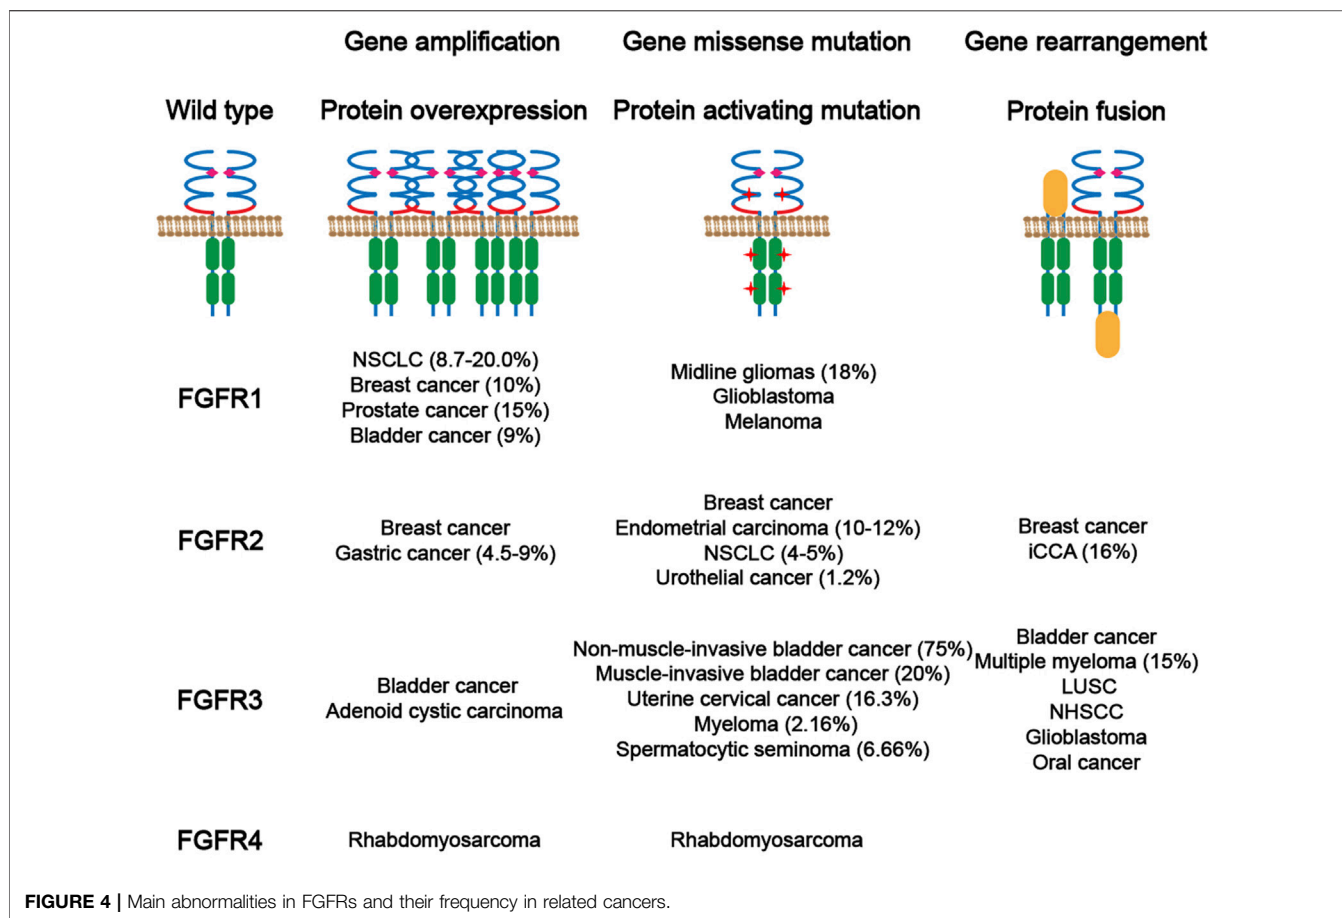 Gene amplification
Gene missense mutation
Gene rearrangement
Wild type
Protein overexpression
Protein activating mutation
Protein fusion
FGFR1
NSCLC (8.7-20.0%)
Breast cancer (10%)
Prostate cancer (15%)
Bladder cancer (9%)
Midline gliomas (18%)
Glioblastoma
Melanoma
FGFR2
Breast cancer
Gastric cancer (4.5-9%)
Breast cancer
Endometrial carcinoma (10-12%)
NSCLC (4-5%)
Urothelial cancer (1.2%)
Breast cancer
iCCA (16%)
FGFR3
Bladder cancer
Adenoid cystic carcinoma
Non-muscle-invasive bladder cancer (75%)
Muscle-invasive bladder cancer (20%)
Uterine cervical cancer (16.3%)
Myeloma (2.16%)
Spermatocytic seminoma (6.66%)
Bladder cancer
Multiple myeloma (15%)
LUSC
NHSCC
Glioblastoma
Oral cancer
FGFR4
Rhabdomyosarcoma
Rhabdomyosarcoma
FIGURE 4 | Main abnormalities in FGFRs and their frequency in related cancers.